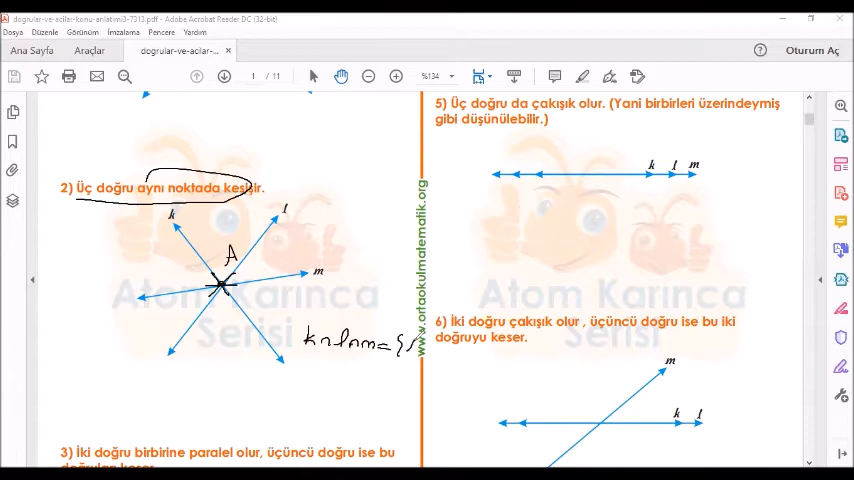 dogrular-ve-acilar-konu-anlatimi3-7313.pdf - Adobe Acrobat Reader DC (32-bit)
Dosya Düzenle Görünüm İmzalama Pencere Yardım
Ana Sayfa Araçlar dogrular-ve-acilar-... × Oturum Aç
1 / 11 %134
2) Üç doğru aynı noktada kesişir.
k
l
A
m
k∩l∩m={
Atom Karınca
Serisi
3) İki doğru birbirine paralel olur, üçüncü doğru ise bu
doğruları keser.
www.ortaokulmatematik.org
5) Üç doğru da çakışık olur. (Yani birbirleri üzerindeymiş
gibi düşünülebilir.)
k l m
Atom Karınca
Serisi
6) İki doğru çakışık olur , üçüncü doğru ise bu iki
doğruyu keser.
m
k l